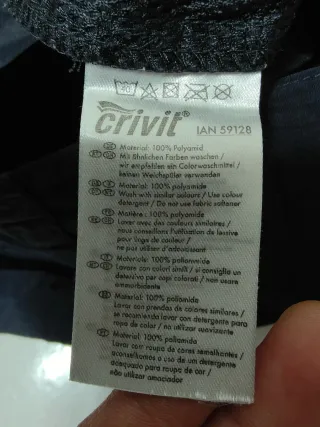 crivit®
IAN 59128
Material: 100% Polyamid
Mit ähnlichen Farben waschen /
wir empfehlen ein Colorwaschmittel /
keinen Weichspüler verwenden
Material: 100% polyamide
Wash with similar colours / Use colour
detergent / Do not use fabric softener
Matière: 100% polyamide
Laver avec des couleurs similaires /
nous conseillons l'utilisation de lessive
pour linge de couleur /
ne pas utiliser d'adoucissant
Material: 100% poliammide
Lavare con colori simili / si consiglia un
detersivo per capi colorati / non usare
ammorbidente
Material: 100% poliamida
Lavar con prendas de colores similares /
se recomienda lavar con detergente para
ropa de color / no utilizar suavizante
Material: 100% poliamida
Lavar com roupa de cores semelhantes /
aconselhamos o uso de um detergente
adequado para roupa de cor /
não utilizar amaciador